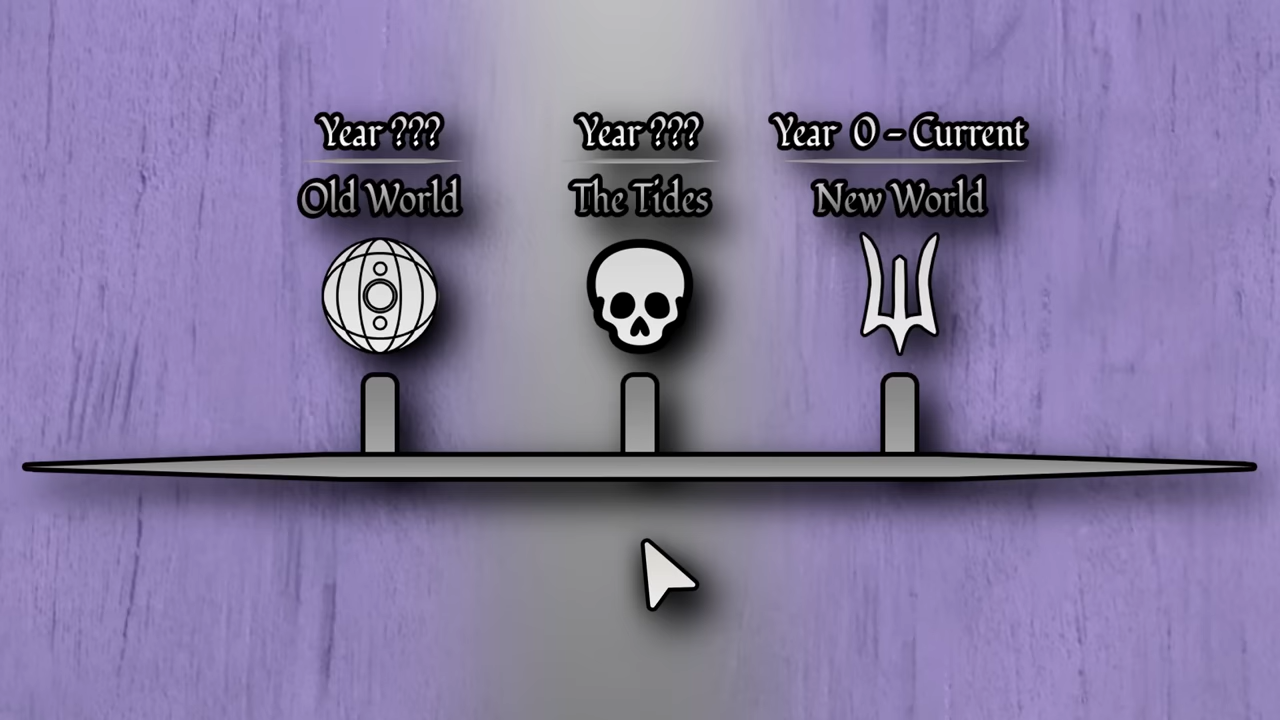 Year ???
Old World
Year ???
The Tides
Year 0 - Current
New World